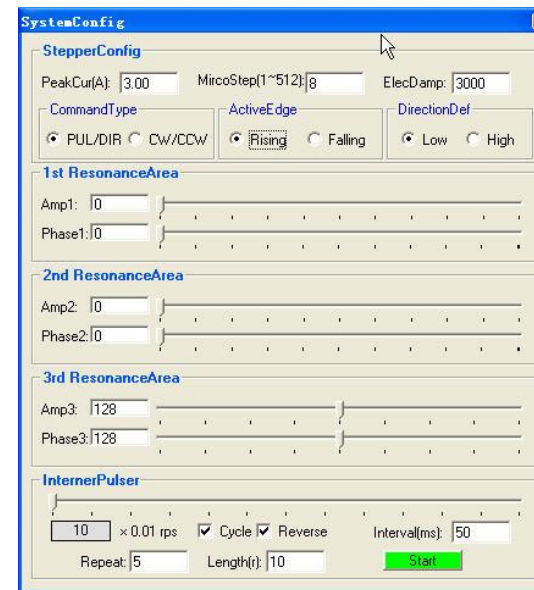 SystemConfig
StepperConfig
PeakCur(A): 3.00 MircoStep(1~512): 8 ElecDamp: 3000
CommandType ActiveEdge DirectionDef
PUL/DIR CW/CCW Rising Falling Low High
1st ResonanceArea
Amp1: 0
Phase1: 0
2nd ResonanceArea
Amp2: 0
Phase2: 0
3rd ResonanceArea
Amp3: 128
Phase3: 128
InternerPulser
10 × 0.01 rps Cycle Reverse Interval(ms): 50
Repeat: 5 Length(r): 10 Start